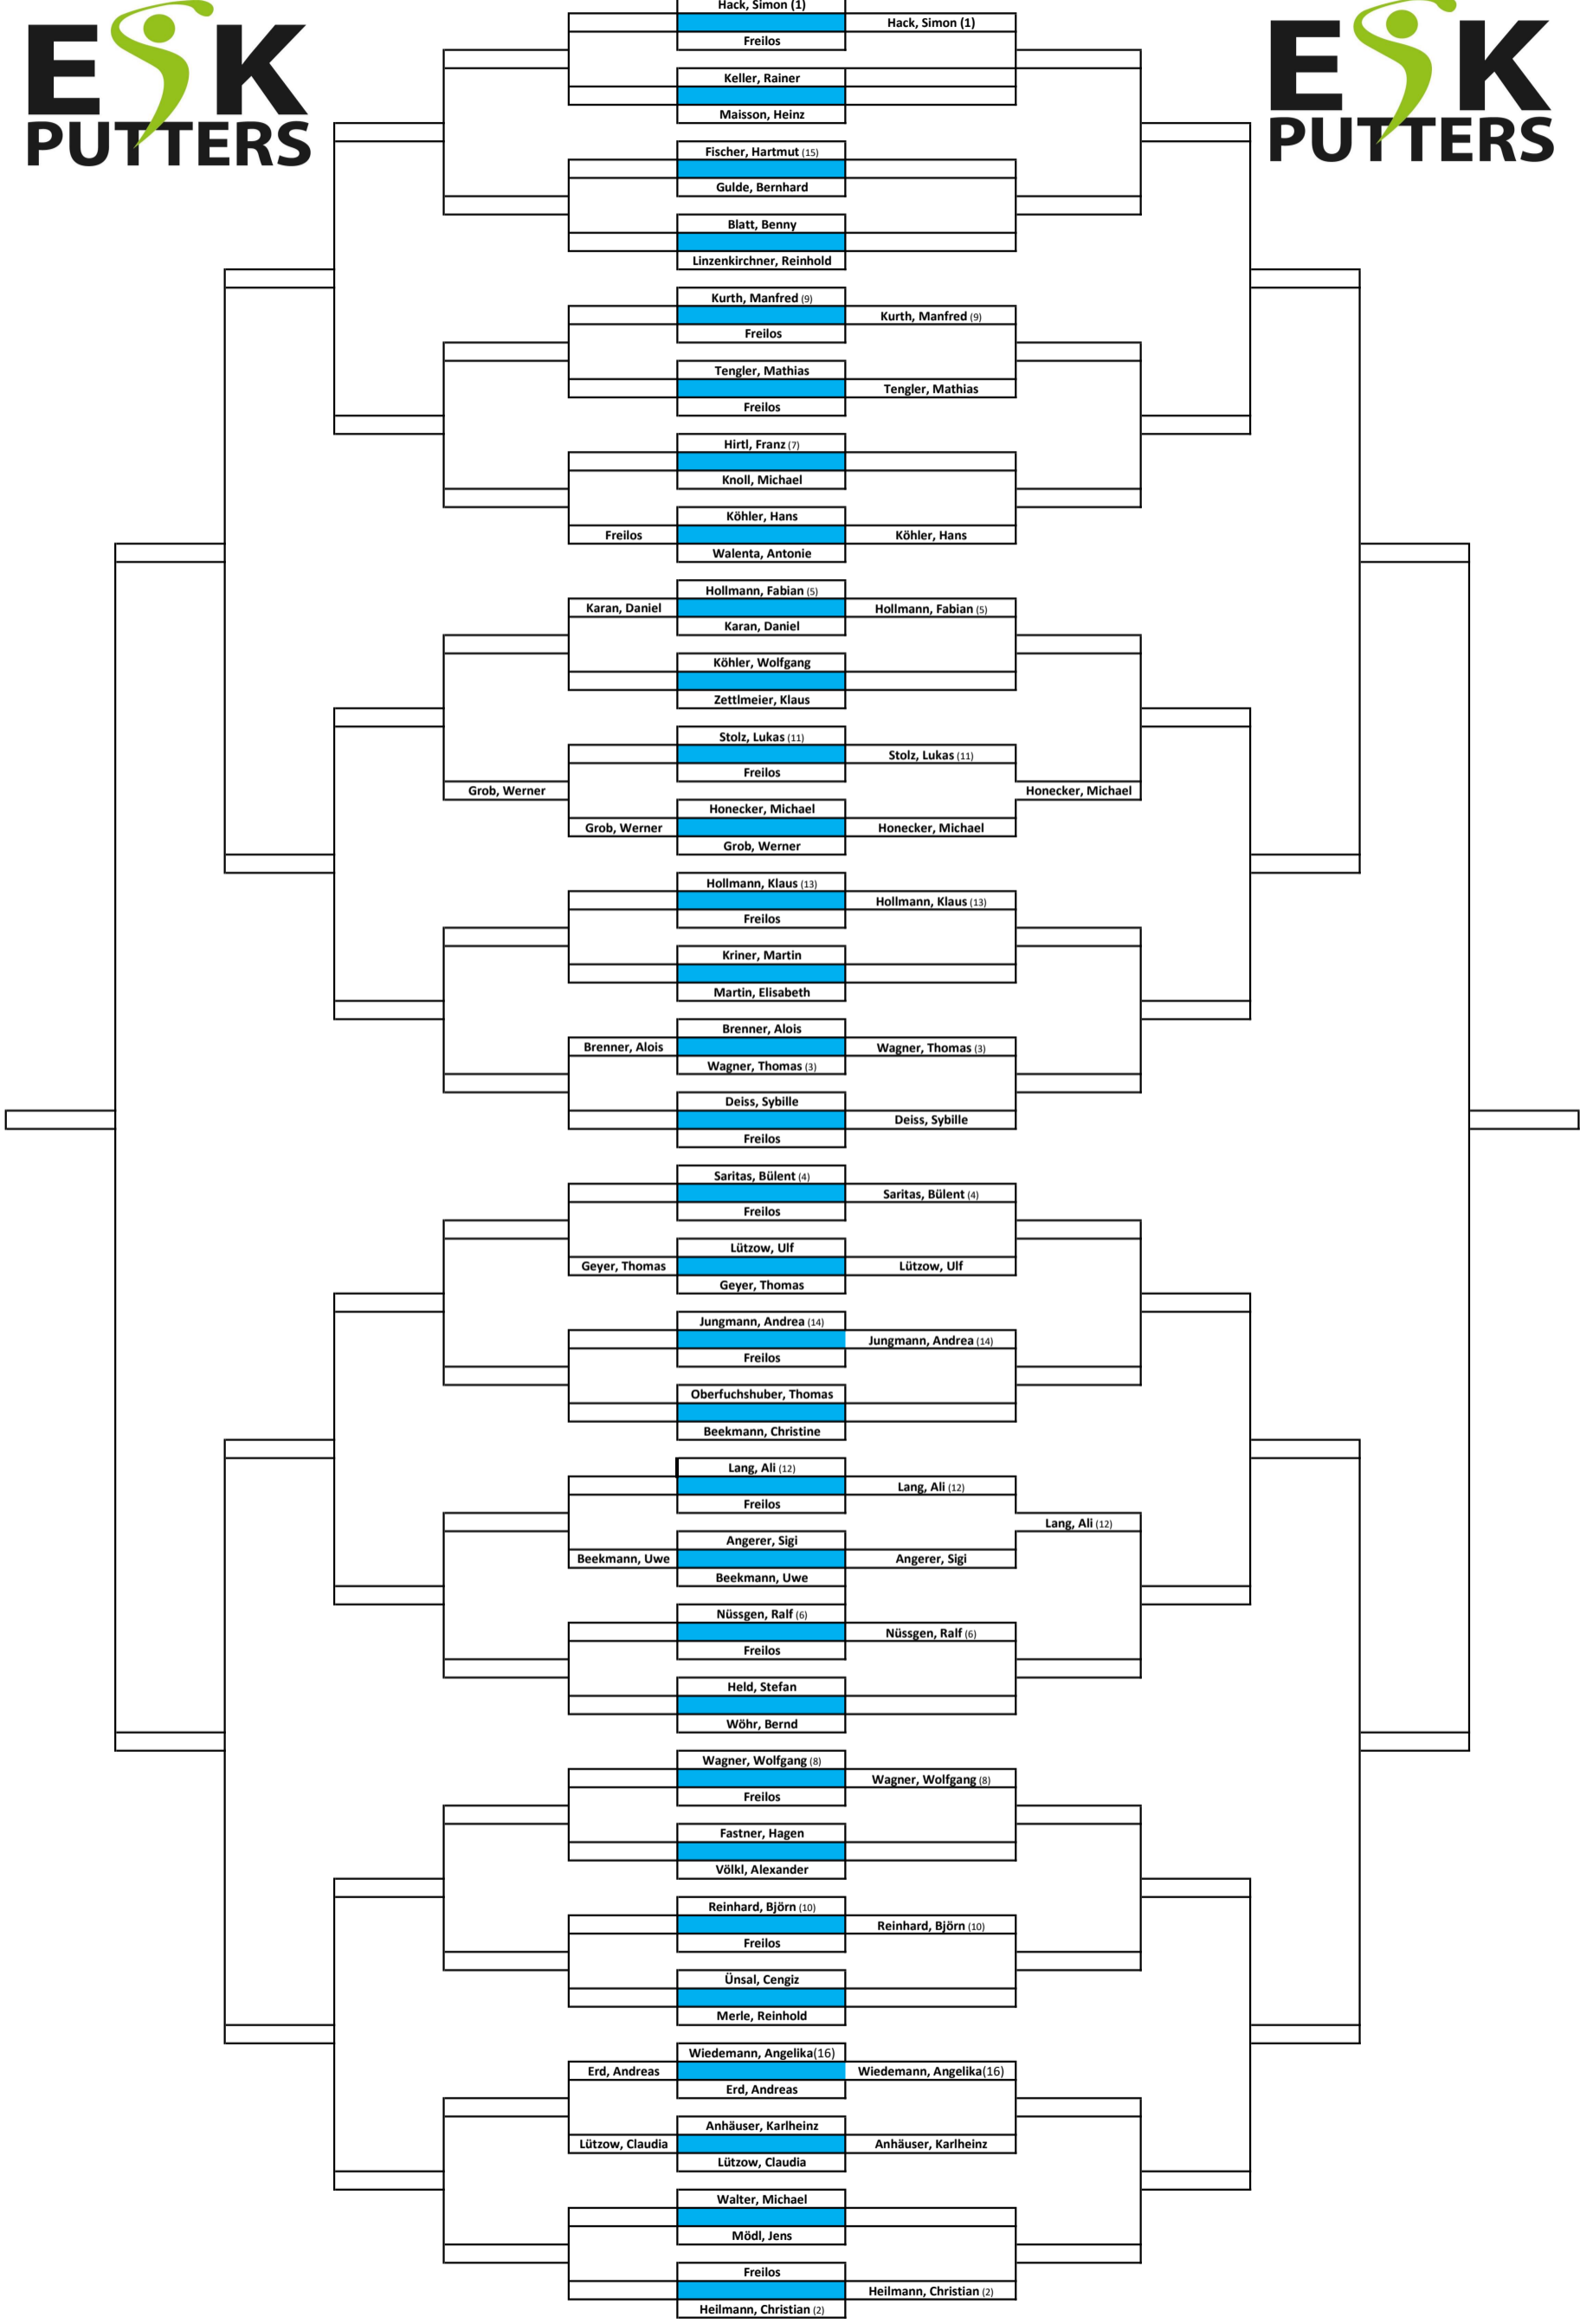 Hack, Simon (1)
ESK
PUTTERS
Hack, Simon (1)
ESK
PUTTERS
Freilos
Keller, Rainer
Maisson, Heinz
Fischer, Hartmut (15)
Gulde, Bernhard
Blatt, Benny
Linzenkirchner, Reinhold
Kurth, Manfred (9)
Kurth, Manfred (9)
Freilos
Tengler, Mathias
Tengler, Mathias
Freilos
Hirtl, Franz (7)
Knoll, Michael
Köhler, Hans
Freilos Köhler, Hans
Walenta, Antonie
Hollmann, Fabian (5)
Karan, Daniel Hollmann, Fabian (5)
Karan, Daniel
Köhler, Wolfgang
Zettlmeier, Klaus
Stolz, Lukas (11)
Stolz, Lukas (11)
Freilos
Grob, Werner Honecker, Michael
Honecker, Michael
Grob, Werner Honecker, Michael
Grob, Werner
Hollmann, Klaus (13)
Hollmann, Klaus (13)
Freilos
Kriner, Martin
Martin, Elisabeth
Brenner, Alois
Brenner, Alois Wagner, Thomas (3)
Wagner, Thomas (3)
Deiss, Sybille
Deiss, Sybille
Freilos
Saritas, Bülent (4)
Saritas, Bülent (4)
Freilos
Lützow, Ulf
Geyer, Thomas Lützow, Ulf
Geyer, Thomas
Jungmann, Andrea (14)
Jungmann, Andrea (14)
Freilos
Oberfuchshuber, Thomas
Beekmann, Christine
Lang, Ali (12)
Lang, Ali (12)
Freilos
Lang, Ali (12)
Angerer, Sigi
Beekmann, Uwe Angerer, Sigi
Beekmann, Uwe
Nüssgen, Ralf (6)
Nüssgen, Ralf (6)
Freilos
Held, Stefan
Wöhr, Bernd
Wagner, Wolfgang (8)
Wagner, Wolfgang (8)
Freilos
Fastner, Hagen
Völkl, Alexander
Reinhard, Björn (10)
Reinhard, Björn (10)
Freilos
Ünsal, Cengiz
Merle, Reinhold
Wiedemann, Angelika(16)
Erd, Andreas Wiedemann, Angelika(16)
Erd, Andreas
Anhäuser, Karlheinz
Lützow, Claudia Anhäuser, Karlheinz
Lützow, Claudia
Walter, Michael
Mödl, Jens
Freilos
Heilmann, Christian (2)
Heilmann, Christian (2)